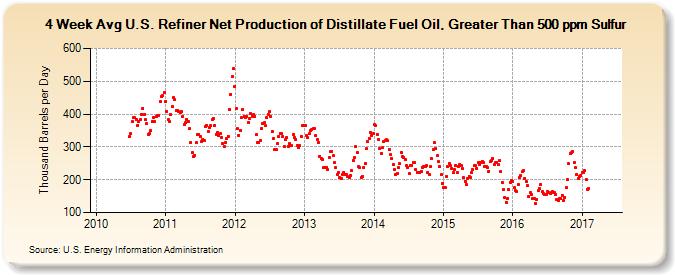 4 Week Avg U.S. Refiner Net Production of Distillate Fuel Oil, Greater Than 500 ppm Sulfur
Thousand Barrels per Day
600
500
400
300
200
100
2010 2011 2012 2013 2014 2015 2016 2017
Source: U.S. Energy Information Administration